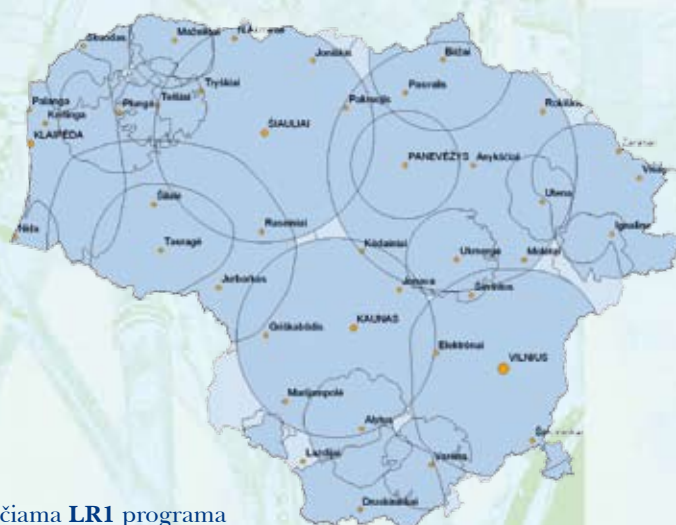 Skuodas
Mažeikiai
Joniškis
Biržai
Palanga
Kretinga
KLAIPĖDA
Plungė
Telšiai
Tryškiai
ŠIAULIAI
Pakruojis
Pasvalys
Rokiškis
PANEVĖŽYS
Anykščiai
Utena
Ignalina
Nida
Šilalė
Tauragė
Raseiniai
Kėdainiai
Ukmergė
Molėtai
Jurbarkas
Jonava
Širvintos
Griškabūdis
KAUNAS
Elektrėnai
VILNIUS
Marijampolė
Alytus
Lazdijai
Varėna
Druskininkai
čiama LR1 programa